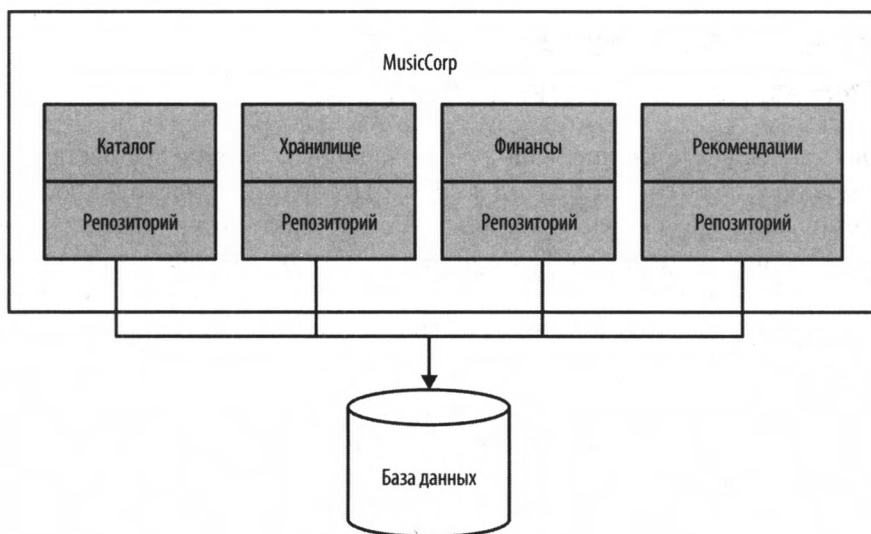 MusicCorp
Каталог
Хранилище
Финансы
Рекомендации
Репозиторий
Репозиторий
Репозиторий
Репозиторий
База данных